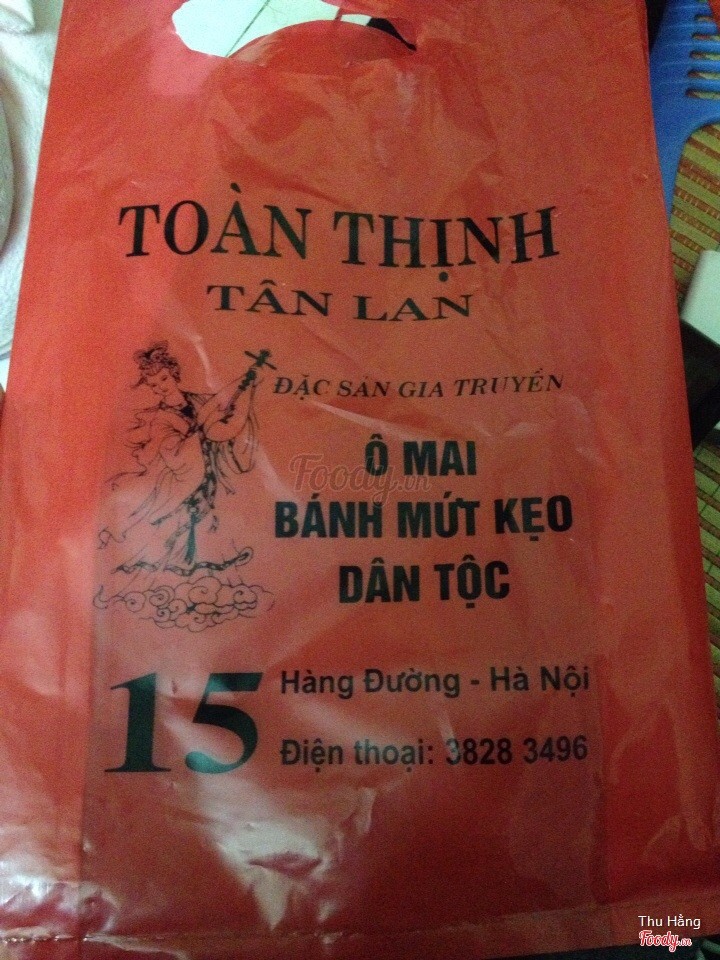 TOÀN THỊNH
TÂN LAN
ĐẶC SẢN GIA TRUYỀN
Ô MAI
BÁNH MỨT KẸO
DÂN TỘC
15
Hàng Đường - Hà Nội
Điện thoại: 3828 3496
Foody.vn
Thu Hằng
Foody.vn